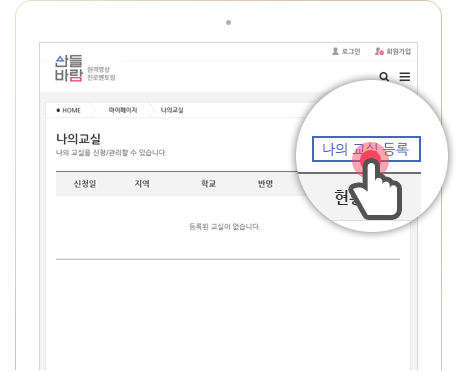 로그인 회원가입
산들
바람 원격영상
진로멘토링
HOME 마이페이지 나의교실
나의교실
나의 교실을 신청/관리할 수 있습니다.
나의 교실 등록
신청일 지역 학교 반명
등록된 교실이 없습니다.